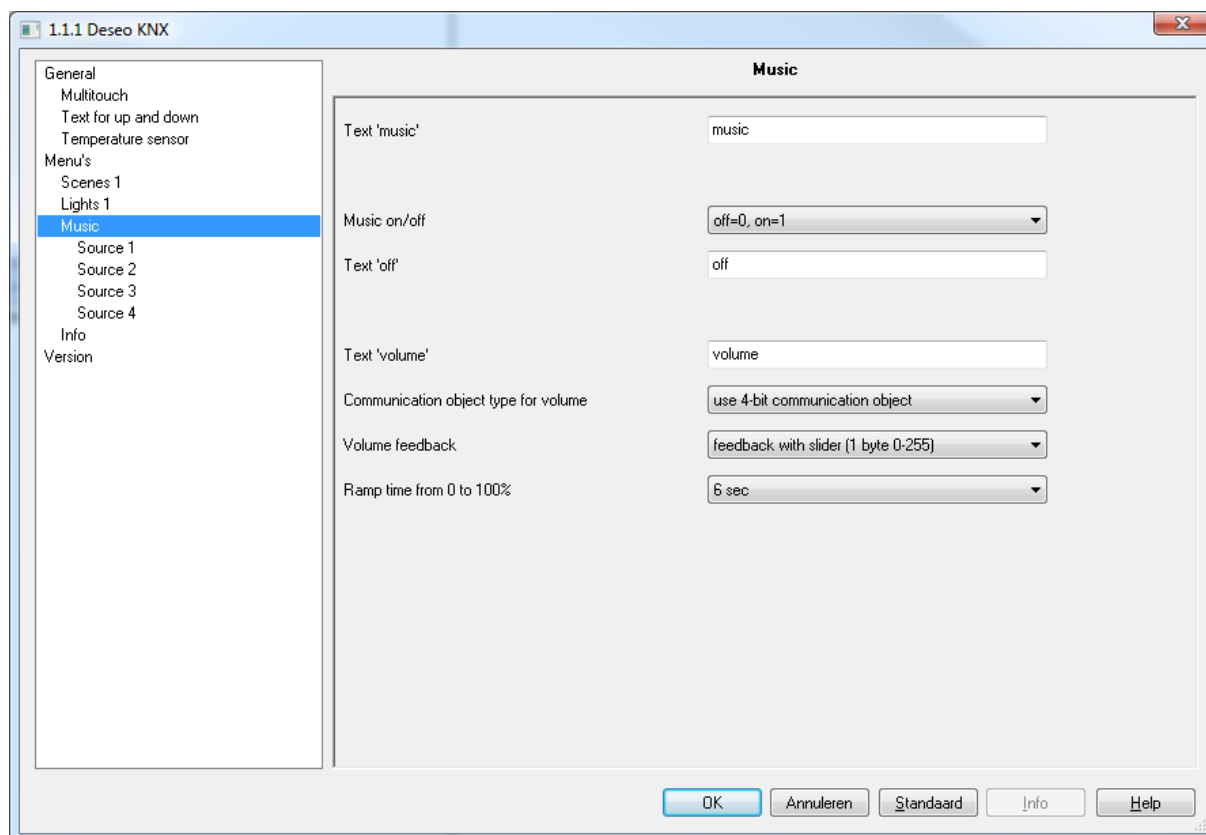 1.1.1 Deseo KNX
General
Multitouch
Text for up and down
Temperature sensor
Menu's
Scenes 1
Lights 1
Music
Source 1
Source 2
Source 3
Source 4
Info
Version
Music
Text 'music' music
Music on/off off=0, on=1
Text 'off' off
Text 'volume' volume
Communication object type for volume use 4-bit communication object
Volume feedback feedback with slider (1 byte 0-255)
Ramp time from 0 to 100% 6 sec
OK Annuleren Standaard Info Help